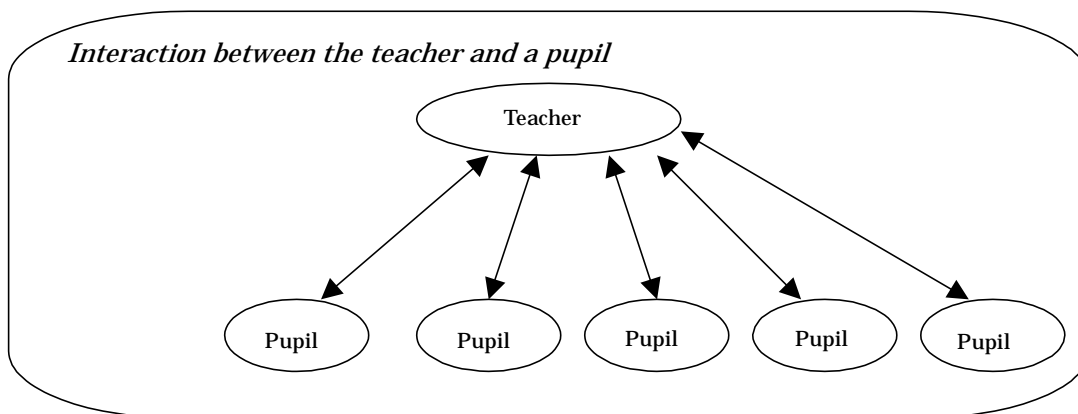 Interaction between the teacher and a pupil
Teacher
Pupil
Pupil
Pupil
Pupil
Pupil